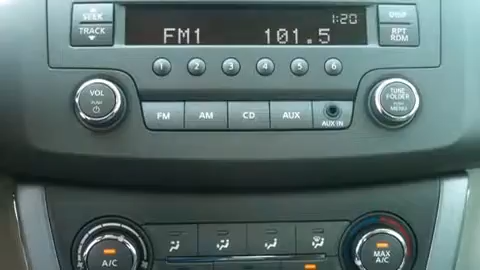 SEEK
TRACK
1:20
FM1 101.5
DISP
RPT
RDM
1 2 3 4 5 6
VOL
PUSH
TUNE
FOLDER
PUSH
MENU
FM AM CD AUX
AUX IN
A/C
MAX
A/C